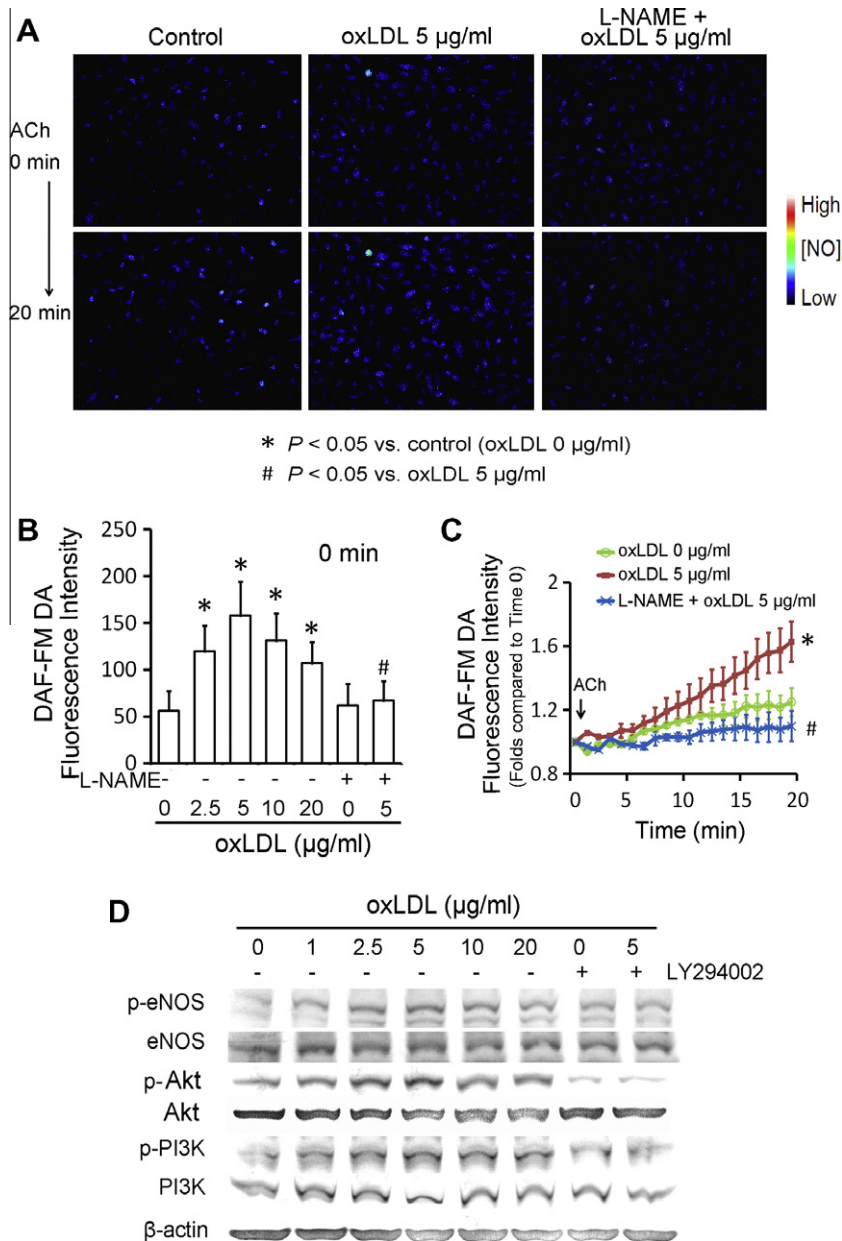 A
Control
oxLDL 5 µg/ml
L-NAME +
oxLDL 5 µg/ml
ACh
0 min
20 min
High
[NO]
Low
* P < 0.05 vs. control (oxLDL 0 µg/ml)
# P < 0.05 vs. oxLDL 5 µg/ml
B
DAF-FM DA
Fluorescence Intensity
250
200
150
100
50
0
0 min
* * * * #
L-NAME - - - - - + +
0 2.5 5 10 20 0 5
oxLDL (µg/ml)
C
oxLDL 0 µg/ml
oxLDL 5 µg/ml
L-NAME + oxLDL 5 µg/ml
DAF-FM DA
Fluorescence Intensity
(Folds compared to Time 0)
2
1.6
1.2
0.8
ACh
*
#
0 5 10 15 20
Time (min)
D
oxLDL (µg/ml)
0 1 2.5 5 10 20 0 5
- - - - - - + + LY294002
p-eNOS
eNOS
p-Akt
Akt
p-PI3K
PI3K
β-actin